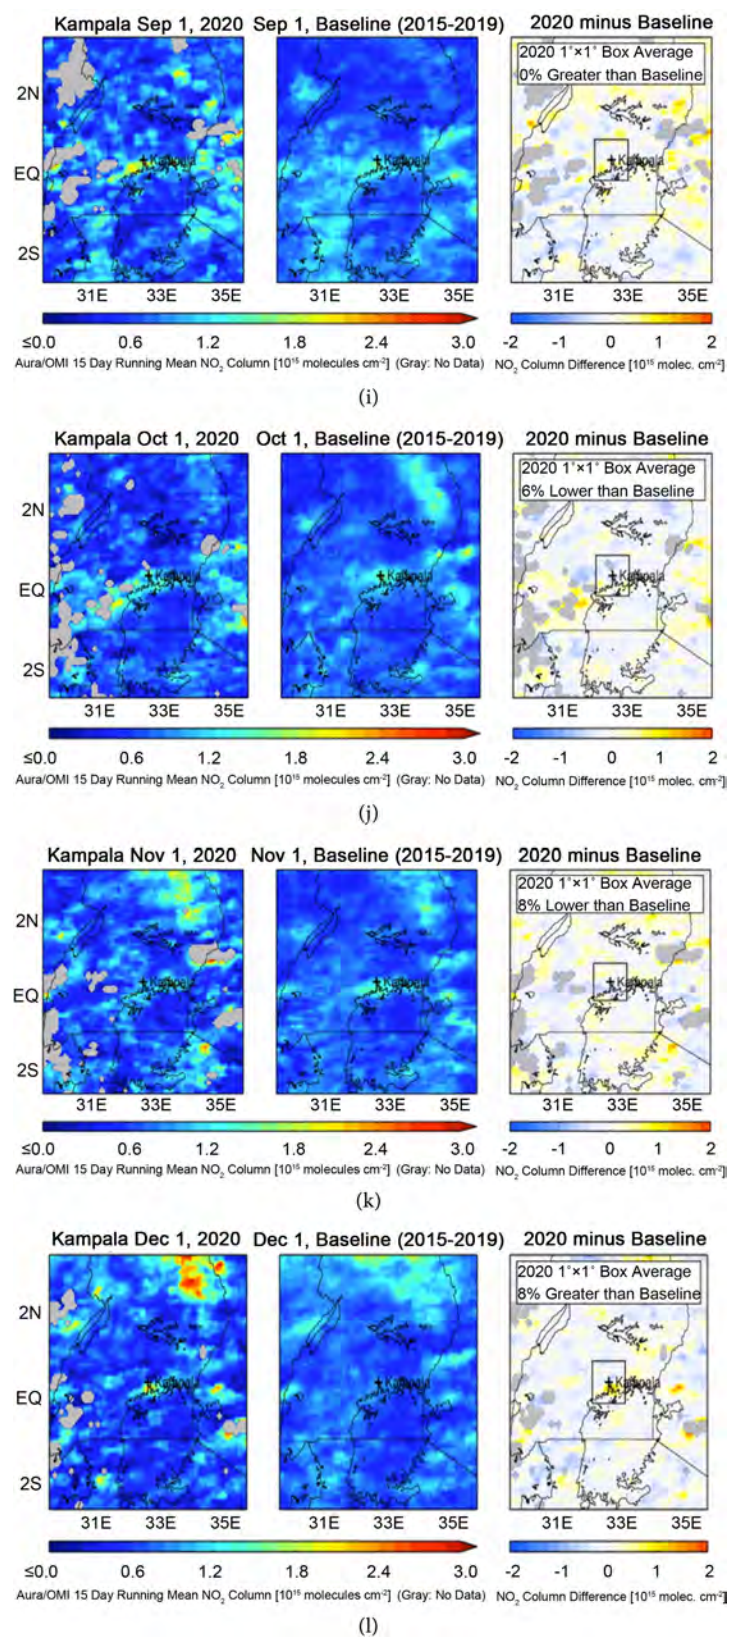 Kampala Sep 1, 2020 Sep 1, Baseline (2015-2019) 2020 minus Baseline
2020 1°×1° Box Average
0% Greater than Baseline
2N
EQ
2S
Kampala Kampala Kampala
31E 33E 35E 31E 33E 35E 31E 33E 35E
≤0.0 0.6 1.2 1.8 2.4 3.0 -2 -1 0 1 2
Aura/OMI 15 Day Running Mean NO₂ Column [10¹⁵ molecules cm⁻²] (Gray: No Data) NO₂ Column Difference [10¹⁵ molec. cm⁻²]
(i)
Kampala Oct 1, 2020 Oct 1, Baseline (2015-2019) 2020 minus Baseline
2020 1°×1° Box Average
6% Lower than Baseline
2N
EQ
2S
Kampala Kampala Kampala
31E 33E 35E 31E 33E 35E 31E 33E 35E
≤0.0 0.6 1.2 1.8 2.4 3.0 -2 -1 0 1 2
Aura/OMI 15 Day Running Mean NO₂ Column [10¹⁵ molecules cm⁻²] (Gray: No Data) NO₂ Column Difference [10¹⁵ molec. cm⁻²]
(j)
Kampala Nov 1, 2020 Nov 1, Baseline (2015-2019) 2020 minus Baseline
2020 1°×1° Box Average
8% Lower than Baseline
2N
EQ
2S
Kampala Kampala Kampala
31E 33E 35E 31E 33E 35E 31E 33E 35E
≤0.0 0.6 1.2 1.8 2.4 3.0 -2 -1 0 1 2
Aura/OMI 15 Day Running Mean NO₂ Column [10¹⁵ molecules cm⁻²] (Gray: No Data) NO₂ Column Difference [10¹⁵ molec. cm⁻²]
(k)
Kampala Dec 1, 2020 Dec 1, Baseline (2015-2019) 2020 minus Baseline
2020 1°×1° Box Average
8% Greater than Baseline
2N
EQ
2S
Kampala Kampala Kampala
31E 33E 35E 31E 33E 35E 31E 33E 35E
≤0.0 0.6 1.2 1.8 2.4 3.0 -2 -1 0 1 2
Aura/OMI 15 Day Running Mean NO₂ Column [10¹⁵ molecules cm⁻²] (Gray: No Data) NO₂ Column Difference [10¹⁵ molec. cm⁻²]
(l)